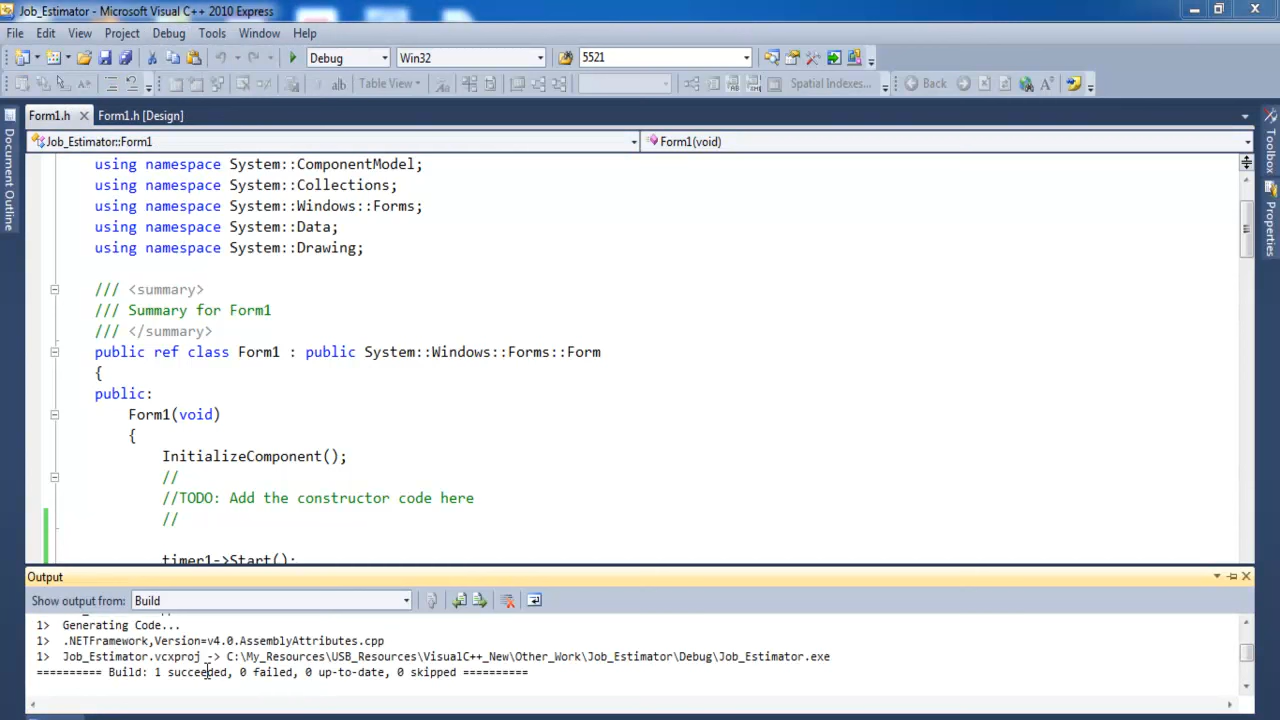 Job_Estimator - Microsoft Visual C++ 2010 Express
File Edit View Project Debug Tools Window Help
Debug Win32 5521
Table View Spatial Indexes... Back
Form1.h Form1.h [Design]
Job_Estimator::Form1 Form1(void)
using namespace System::ComponentModel;
using namespace System::Collections;
using namespace System::Windows::Forms;
using namespace System::Data;
using namespace System::Drawing;
/// <summary>
/// Summary for Form1
/// </summary>
public ref class Form1 : public System::Windows::Forms::Form
{
public:
Form1(void)
{
InitializeComponent();
//
//TODO: Add the constructor code here
//
timer1->Start();
Output
Show output from: Build
1> Generating Code...
1> .NETFramework,Version=v4.0.AssemblyAttributes.cpp
1> Job_Estimator.vcxproj -> C:\My_Resources\USB_Resources\VisualC++_New\Other_Work\Job_Estimator\Debug\Job_Estimator.exe
========== Build: 1 succeeded, 0 failed, 0 up-to-date, 0 skipped ==========
Document Outline
Toolbox
Properties